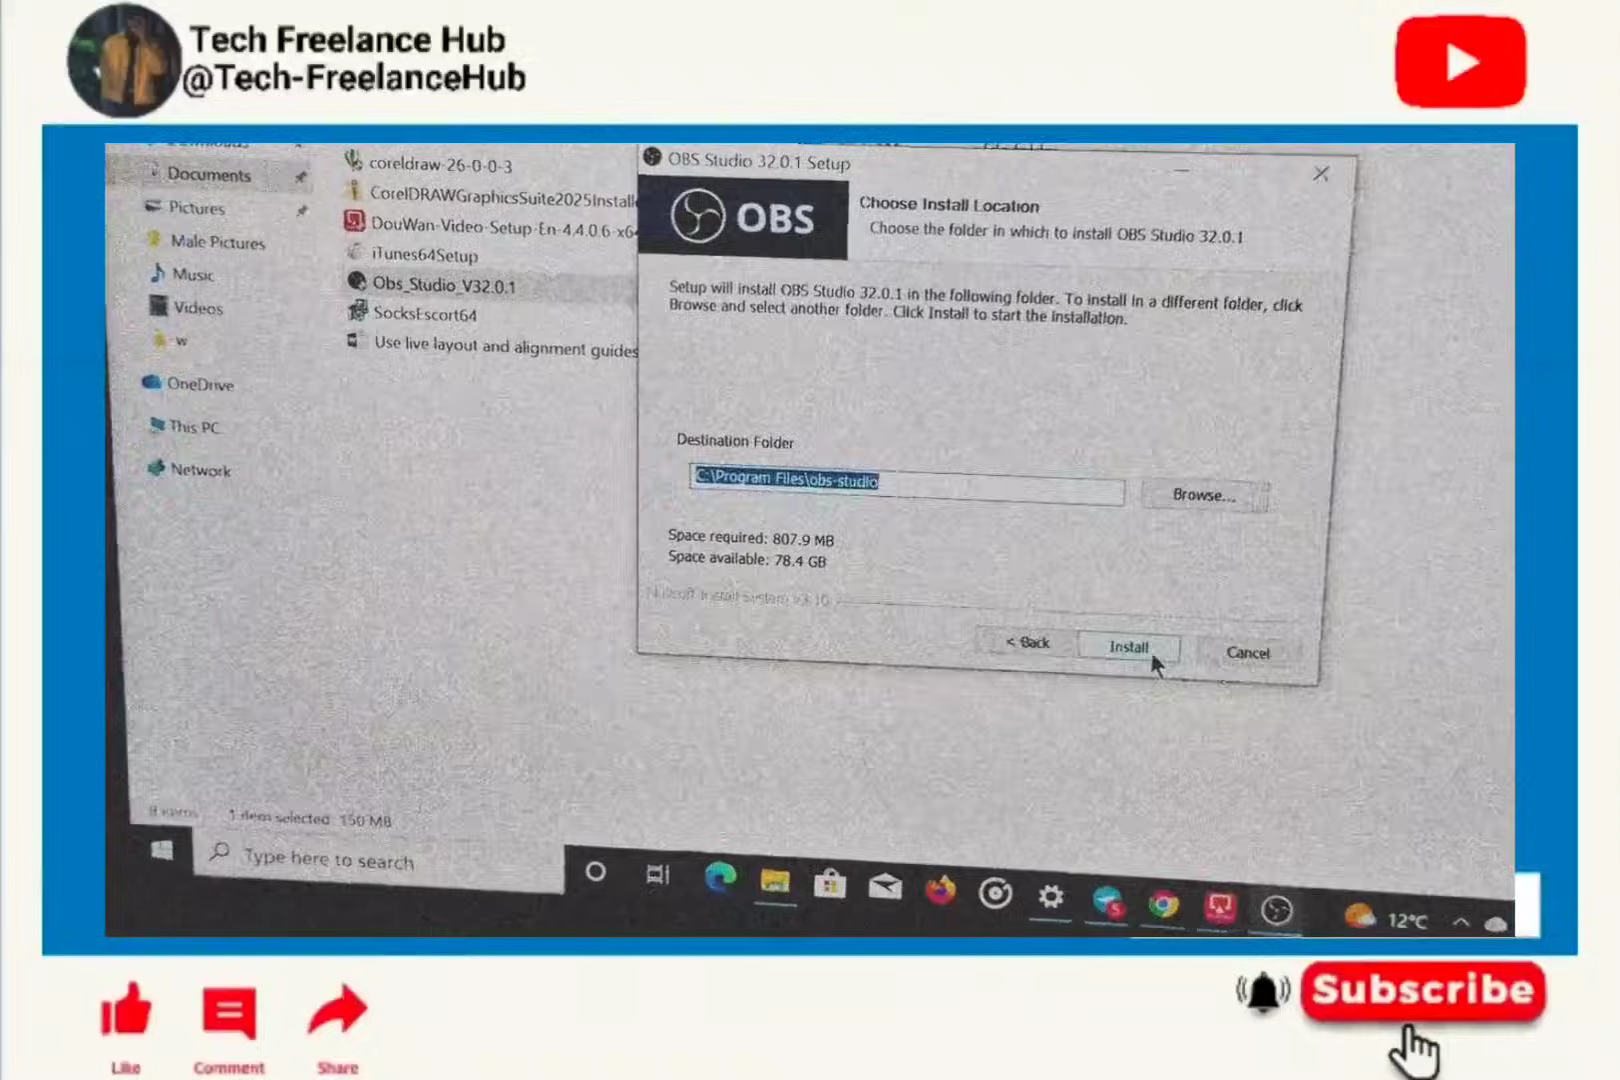 Tech Freelance Hub
@Tech-FreelanceHub
Documents
Pictures
Male Pictures
Music
Videos
w
OneDrive
This PC
Network
coreldraw-26-0-0-3
CorelDRAWGraphicsSuite2025Install
DouWan-Video-Setup-En-4.4.0.6-x64
iTunes64Setup
Obs_Studio_V32.0.1
SocksEscort64
Use live layout and alignment guides
1 item selected 150 MB
OBS Studio 32.0.1 Setup
OBS
Choose Install Location
Choose the folder in which to install OBS Studio 32.0.1
Setup will install OBS Studio 32.0.1 in the following folder. To install in a different folder, click
Browse and select another folder. Click Install to start the installation.
Destination Folder
C:\Program Files\obs-studio
Browse...
Space required: 807.9 MB
Space available: 78.4 GB
Nullsoft Install System v3.10
< Back
Install
Cancel
Type here to search
12°C
Like
Comment
Share
Subscribe